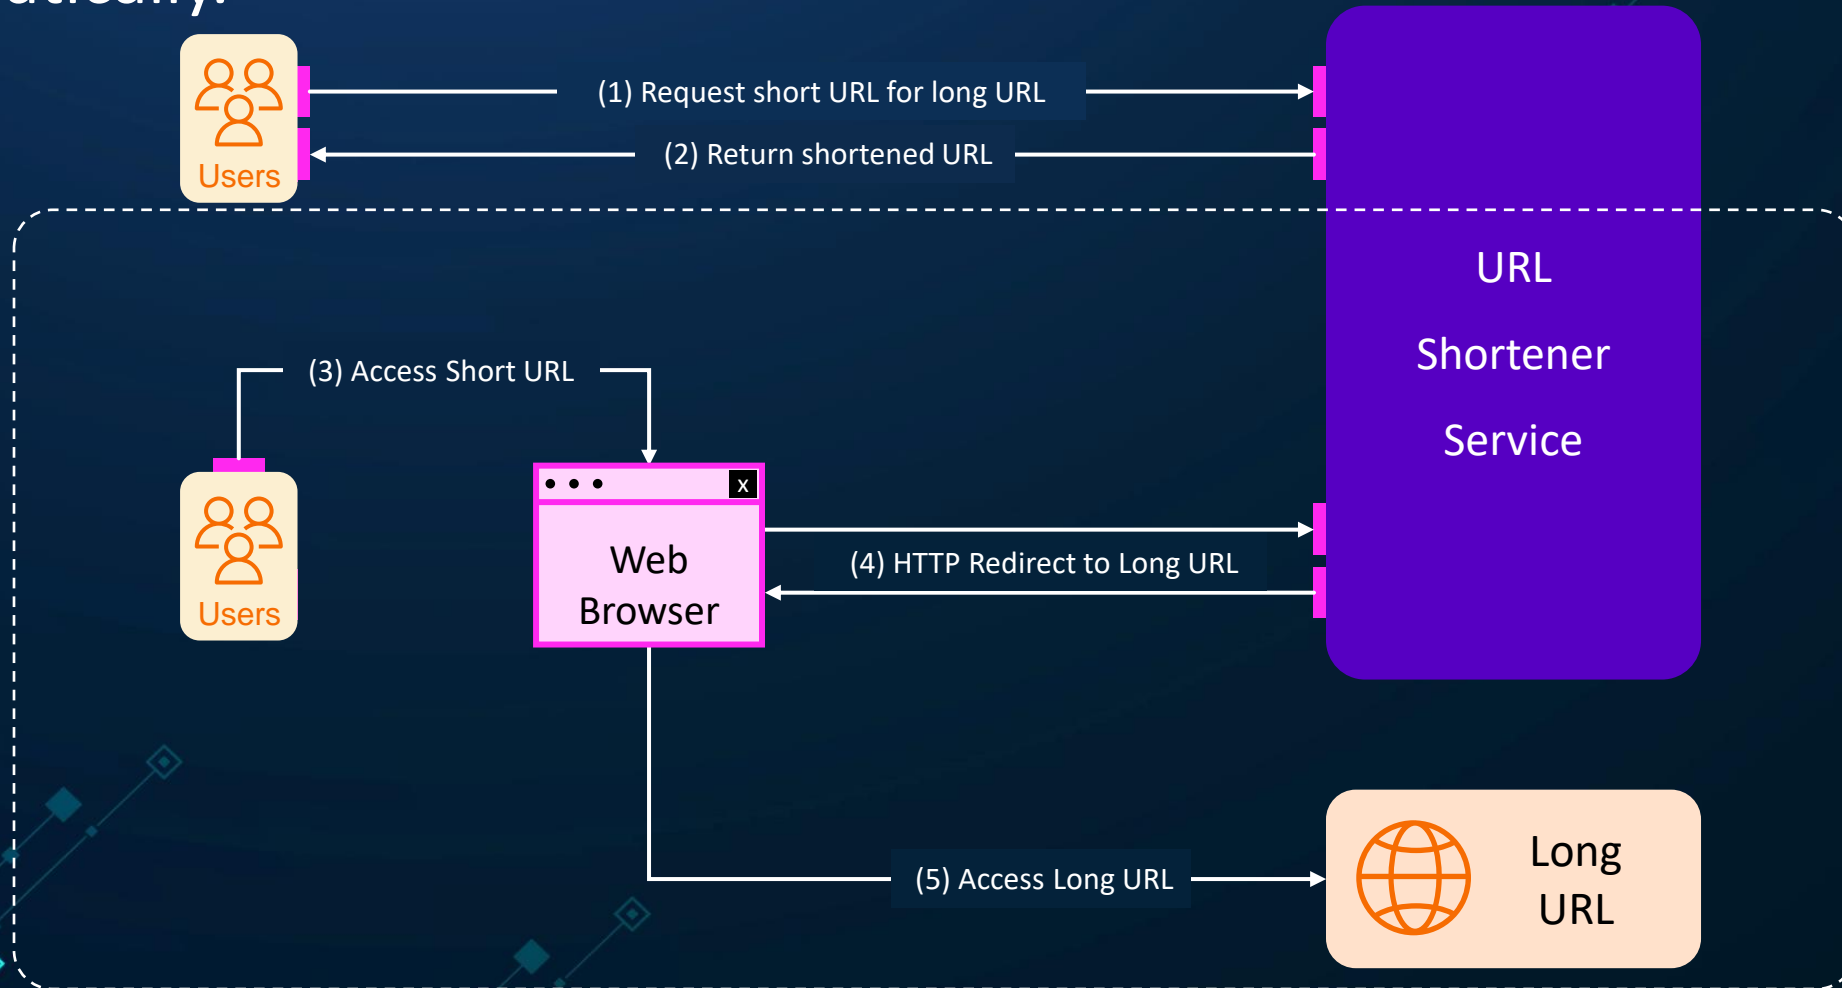 (1) Request short URL for long URL
(2) Return shortened URL
Users
URL
Shortener
Service
(3) Access Short URL
x
Web
Browser
(4) HTTP Redirect to Long URL
Users
(5) Access Long URL
Long
URL